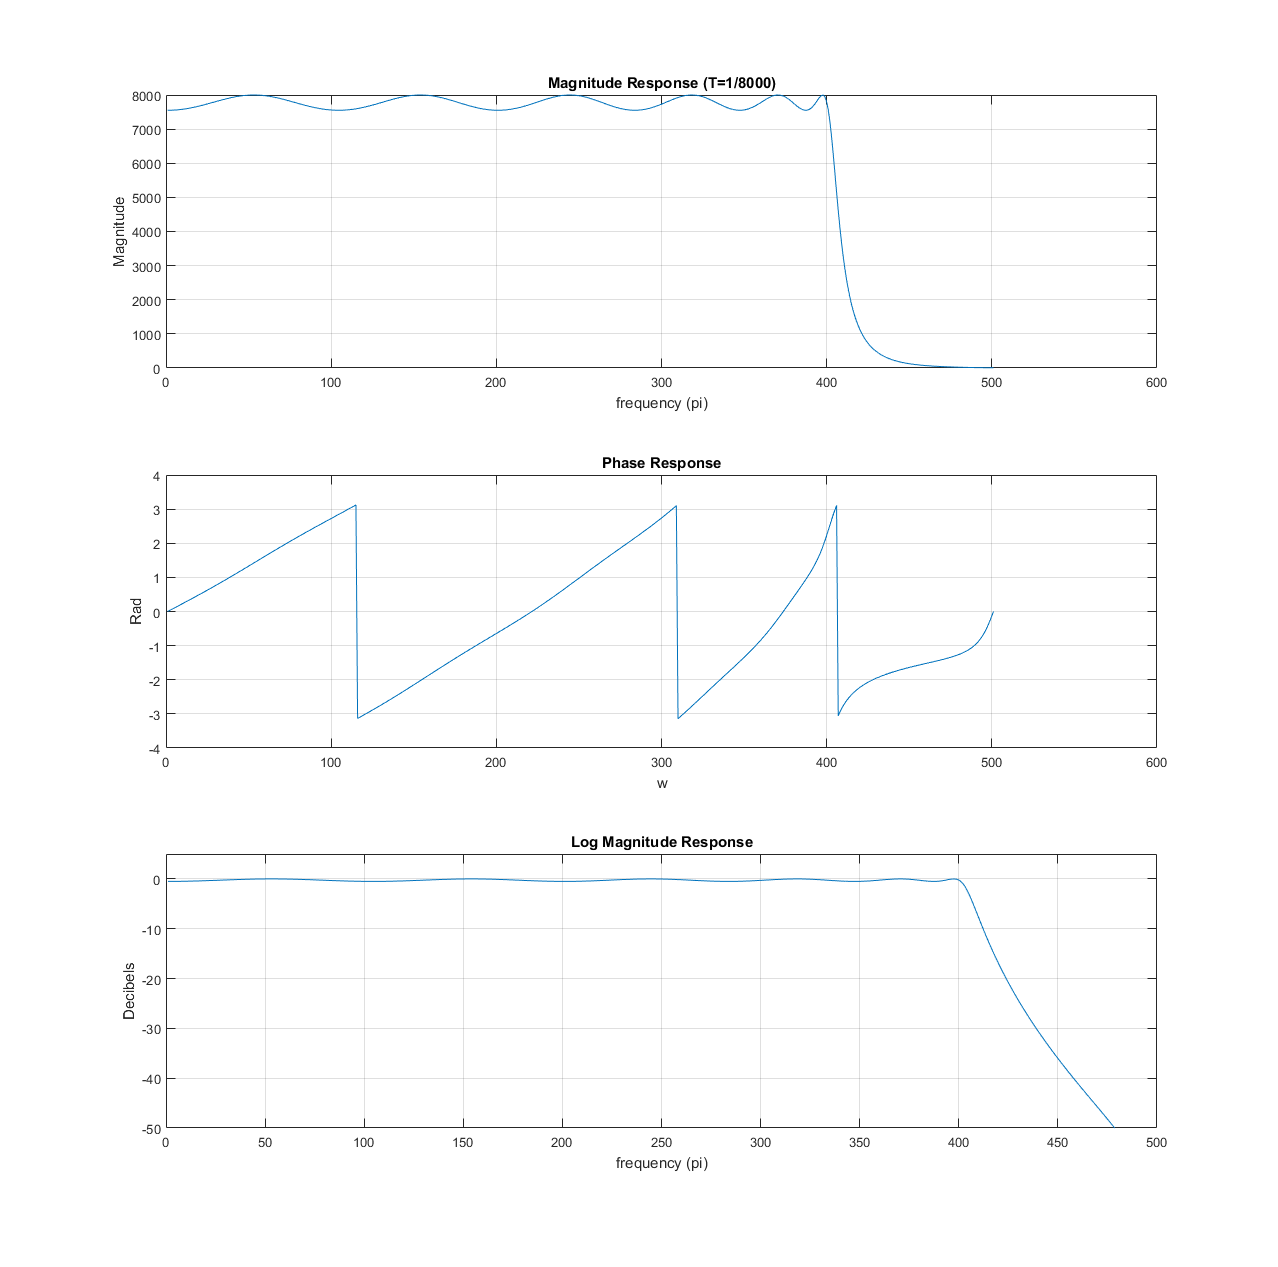 Magnitude Response (T=1/8000)
8000
7000
6000
5000
4000
3000
2000
1000
0
Magnitude
0 100 200 300 400 500 600
frequency (pi)
Phase Response
4
3
2
1
0
-1
-2
-3
-4
Rad
0 100 200 300 400 500 600
w
Log Magnitude Response
0
-10
-20
-30
-40
-50
Decibels
0 50 100 150 200 250 300 350 400 450 500
frequency (pi)